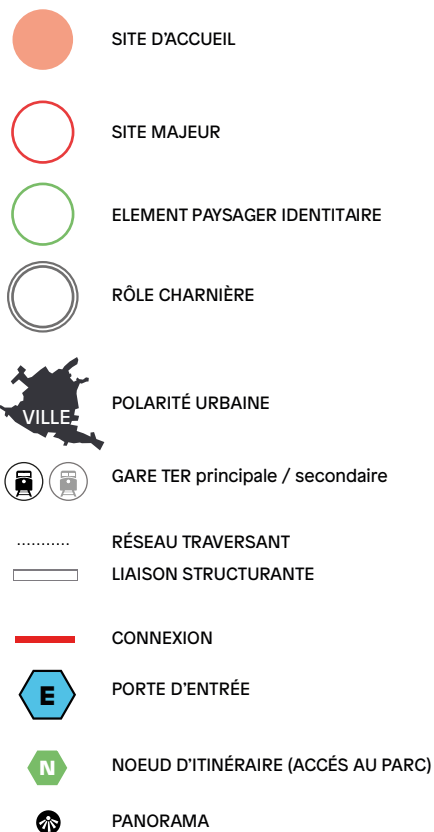 SITE D'ACCUEIL
SITE MAJEUR
ELEMENT PAYSAGER IDENTITAIRE
RÔLE CHARNIÈRE
VILLE
POLARITÉ URBAINE
GARE TER principale / secondaire
RÉSEAU TRAVERSANT
LIAISON STRUCTURANTE
CONNEXION
E
PORTE D'ENTRÉE
N
NOEUD D'ITINÉRAIRE (ACCÉS AU PARC)
PANORAMA